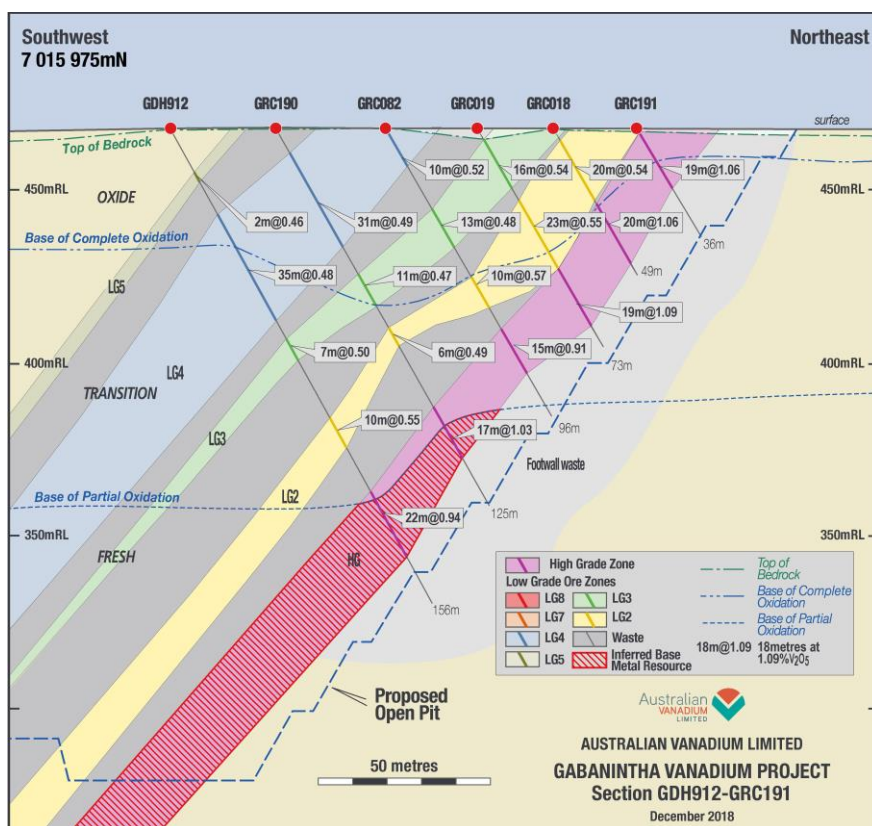 Southwest
7 015 975mN
Northeast
GDH912
GRC190
GRC082
GRC019
GRC018
GRC191
surface
Top of Bedrock
450mRL
450mRL
OXIDE
10m@0.52
16m@0.54
20m@0.54
19m@1.06
2m@0.46
31m@0.49
13m@0.48
23m@0.55
20m@1.06
36m
Base of Complete Oxidation
35m@0.48
11m@0.47
10m@0.57
49m
LG5
19m@1.09
7m@0.50
6m@0.49
15m@0.91
400mRL
400mRL
73m
LG4
TRANSITION
10m@0.55
17m@1.03
96m
LG3
Footwall waste
Base of Partial Oxidation
LG2
125m
22m@0.94
350mRL
350mRL
FRESH
HG
156m
High Grade Zone
Low Grade Ore Zones
LG8
LG3
LG7
LG2
LG4
Waste
LG5
Inferred Base
Metal Resource
Top of
Bedrock
Base of Complete
Oxidation
Base of Partial
Oxidation
18m@1.09
18metres at
1.09%V₂O₅
Proposed
Open Pit
50 metres
Australian
VANADIUM
LIMITED
AUSTRALIAN VANADIUM LIMITED
GABANINTHA VANADIUM PROJECT
Section GDH912-GRC191
December 2018